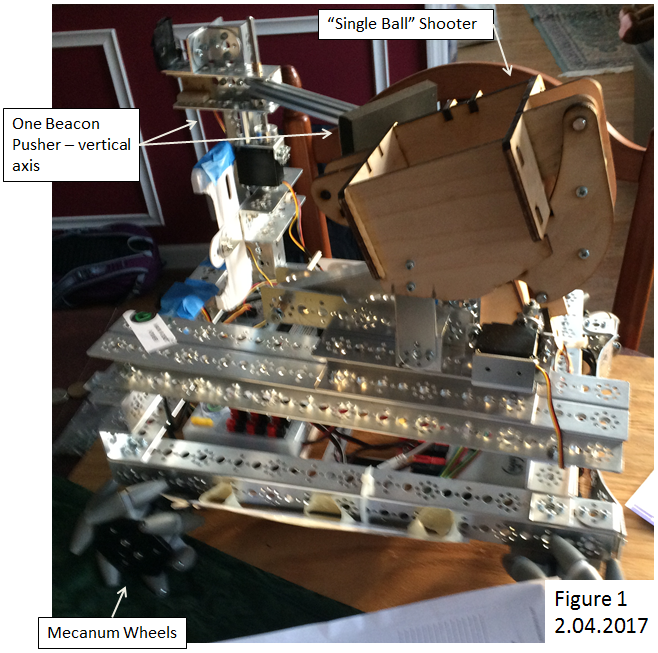 “Single Ball” Shooter
One Beacon
Pusher – vertical
axis
Mecanum Wheels
Figure 1
2.04.2017